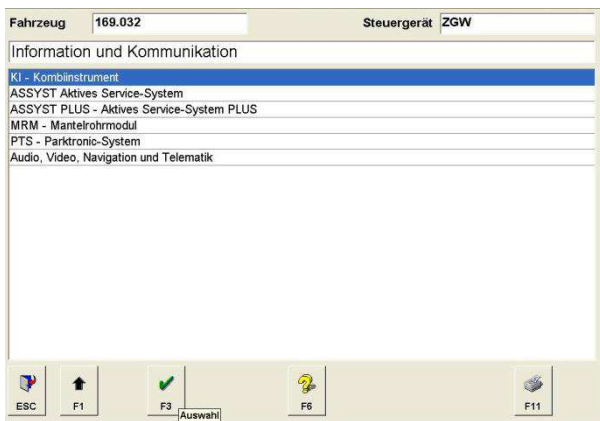 Fahrzeug 169.032 Steuergerät ZGW
Information und Kommunikation
KI - Kombiinstrument
ASSYST Aktives Service-System
ASSYST PLUS - Aktives Service-System PLUS
MRM - Mantelrohrmodul
PTS - Parktronic-System
Audio, Video, Navigation und Telematik
ESC F1 F3 F6 F11
Auswahl